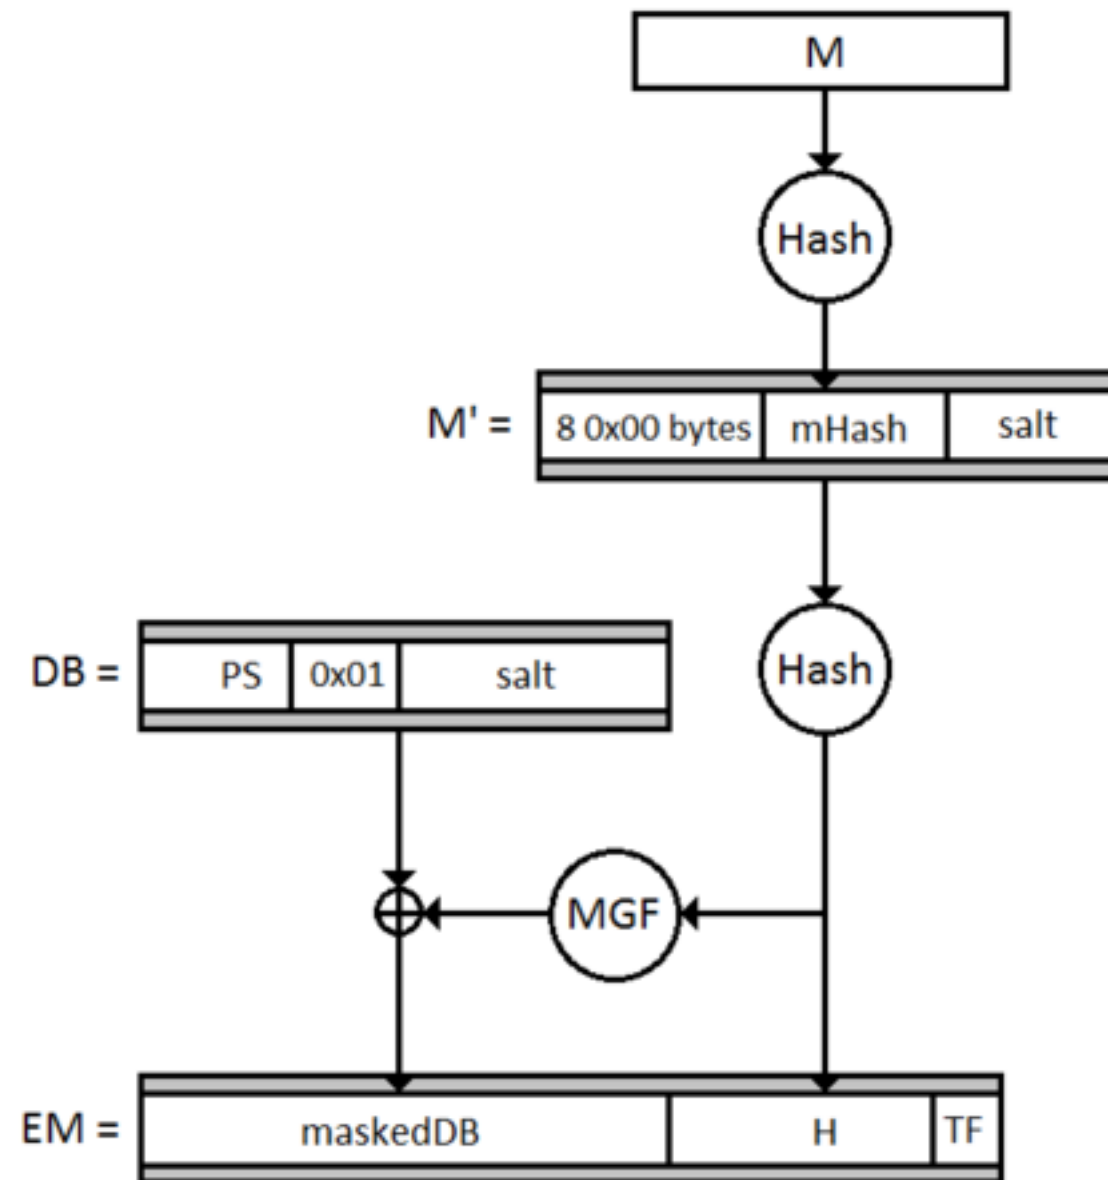 M
Hash
M' = 8 0x00 bytes mHash salt
DB = PS 0x01 salt
Hash
MGF
EM = maskedDB H TF